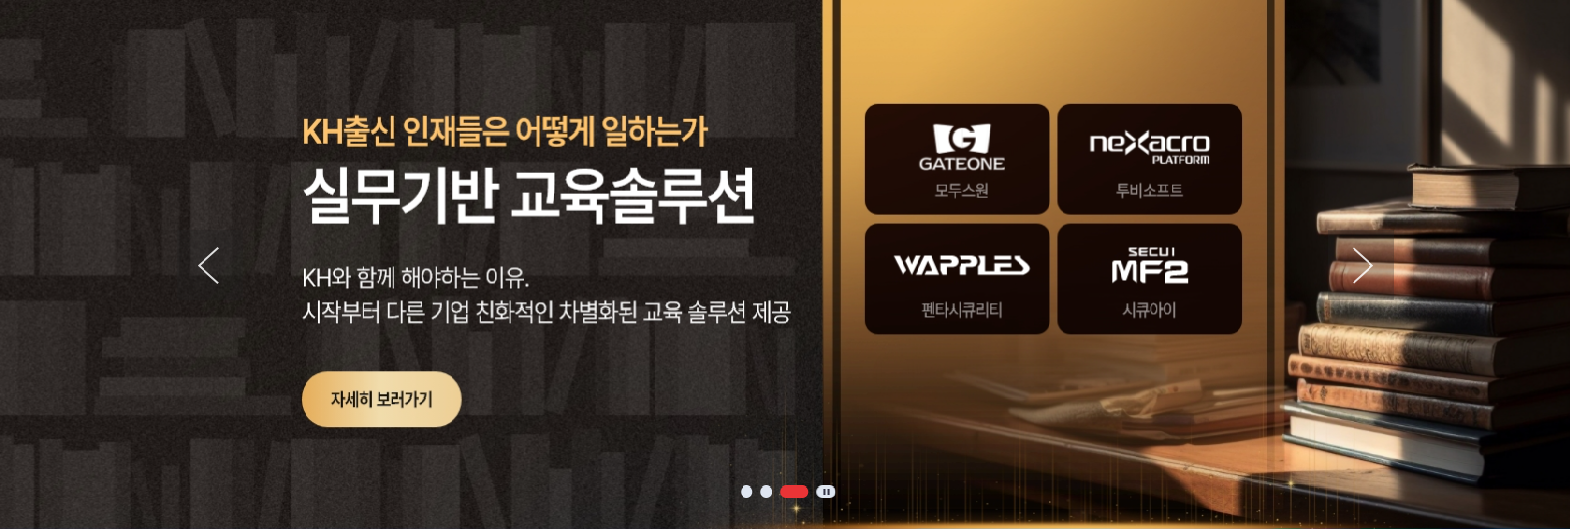 KH출신 인재들은 어떻게 일하는가
실무기반 교육솔루션
KH와 함께 해야하는 이유.
시작부터 다른 기업 친화적인 차별화된 교육 솔루션 제공
자세히 보러가기
G
GATEONE
모두스원
nexacro
PLATFORM
투비소프트
WAPPLES
펜타시큐리티
SECUI
MF2
시큐아이